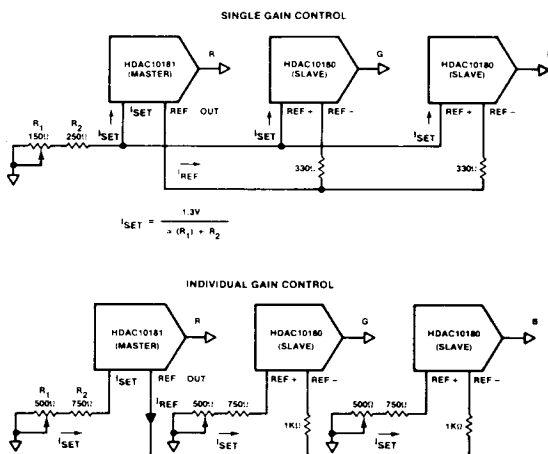 SINGLE GAIN CONTROL
R
HDAC10181
(MASTER)
ISET
REF OUT
ISET
R1
150Ω
R2
250Ω
IREF
G
HDAC10180
(SLAVE)
REF +
REF –
ISET
330Ω
HDAC10180
(SLAVE)
REF +
REF –
ISET
330Ω
ISET = 1.3V
∝ (R1) + R2
INDIVIDUAL GAIN CONTROL
R
HDAC10181
(MASTER)
ISET
REF OUT
R1
500Ω
R2
750Ω
ISET
IREF
G
HDAC10180
(SLAVE)
REF +
REF –
500Ω
750Ω
ISET
1KΩ
B
HDAC10180
(SLAVE)
REF +
REF –
500Ω
750Ω
ISET
1KΩ